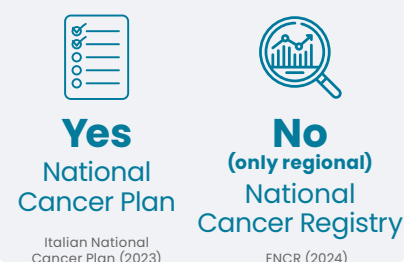 Yes
National
Cancer Plan
Italian National
Cancer Plan (2023)
No
(only regional)
National
Cancer Registry
ENCR (2024)